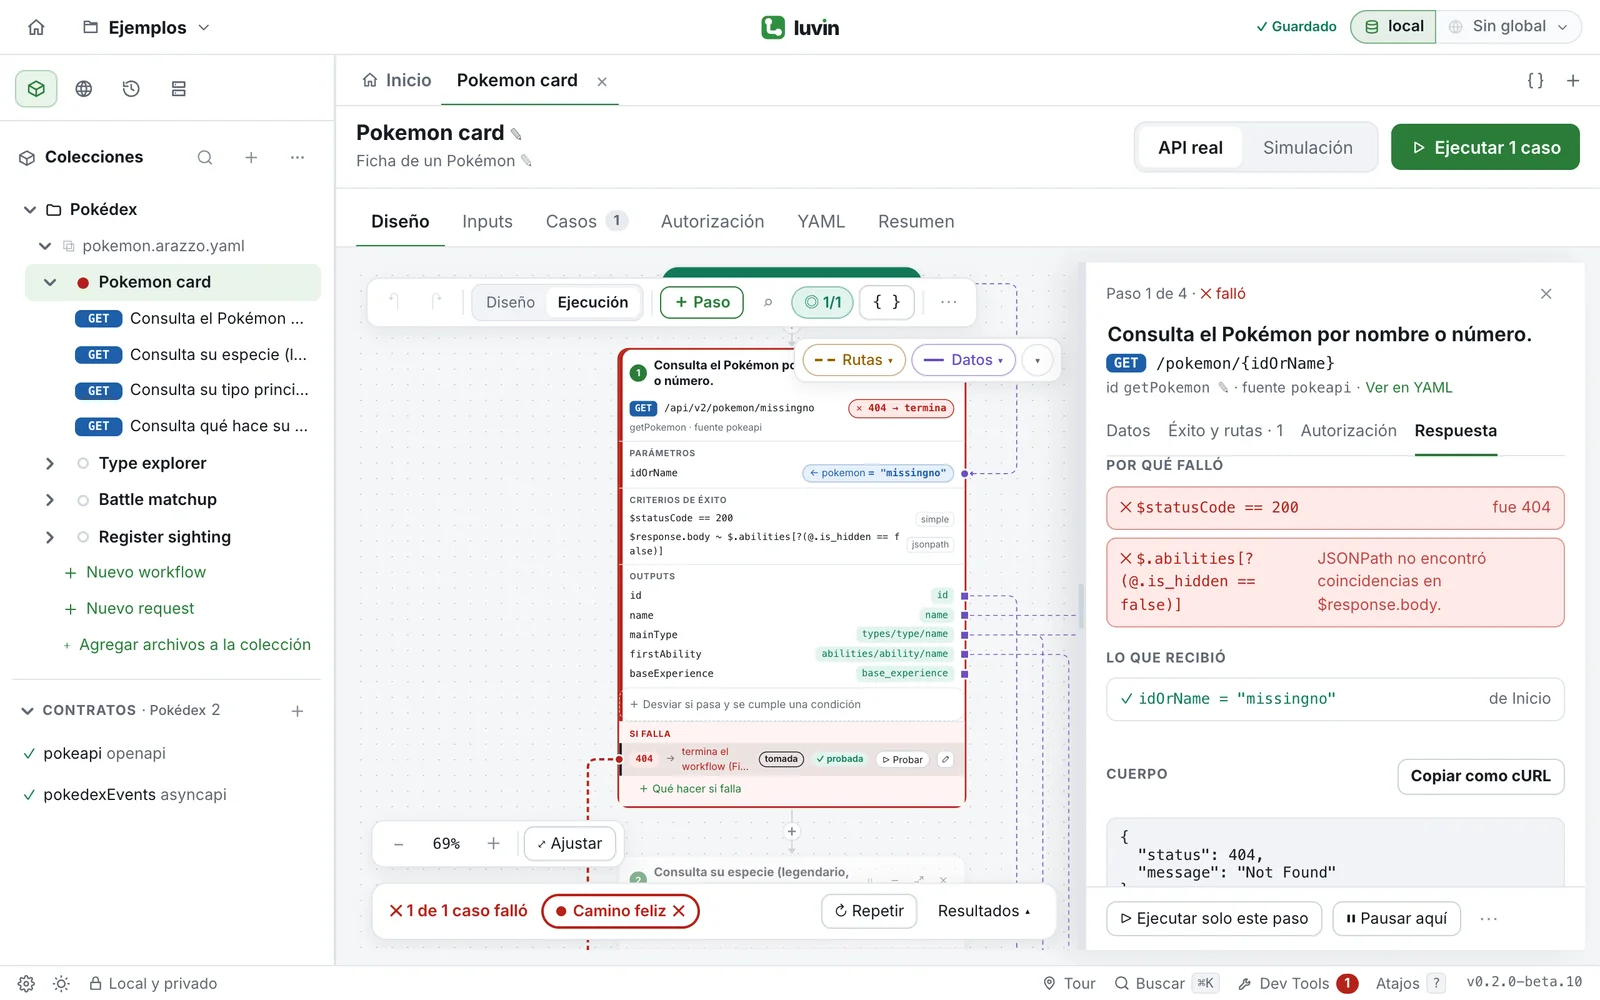 Ejemplos
luvin
✓ Guardado
local
Sin global
Inicio
Pokemon card
{ }
Colecciones
Pokédex
pokemon.arazzo.yaml
Pokemon card
GET Consulta el Pokémon ...
GET Consulta su especie (l...
GET Consulta su tipo princi...
GET Consulta qué hace su ...
Type explorer
Battle matchup
Register sighting
+ Nuevo workflow
+ Nuevo request
+ Agregar archivos a la colección
CONTRATOS · Pokédex 2
✓ pokeapi openapi
✓ pokedexEvents asyncapi
Pokemon card
Ficha de un Pokémon
API real
Simulación
Ejecutar 1 caso
Diseño
Inputs
Casos 1
Autorización
YAML
Resumen
Diseño
Ejecución
+ Paso
1/1
{ }
...
Rutas
Datos
1
Consulta el Pokémon po
o número.
GET /api/v2/pokemon/missingno
× 404 → termina
getPokemon · fuente pokeapi
PARÁMETROS
idOrName
← pokemon = "missingno"
CRITERIOS DE ÉXITO
$statusCode == 200
simple
$response.body ~ $.abilities[?(@.is_hidden == f
alse)]
jsonpath
OUTPUTS
id
id
name
name
mainType
types/type/name
firstAbility
abilities/ability/name
baseExperience
base_experience
+ Desviar si pasa y se cumple una condición
SI FALLA
404 →
termina el
workflow (Fi...
tomada
✓ probada
Probar
+ Qué hacer si falla
+
2
Consulta su especie (legendario,
− 69% +
Ajustar
× 1 de 1 caso falló
Camino feliz ×
Repetir
Resultados
Paso 1 de 4 · × falló
Consulta el Pokémon por nombre o número.
GET /pokemon/{idOrName}
id getPokemon · fuente pokeapi · Ver en YAML
Datos
Éxito y rutas · 1
Autorización
Respuesta
POR QUÉ FALLÓ
× $statusCode == 200
fue 404
× $.abilities[?
(@.is_hidden ==
false)]
JSONPath no encontró
coincidencias en
$response.body.
LO QUE RECIBIÓ
✓ idOrName = "missingno"
de Inicio
CUERPO
Copiar como cURL
{
"status": 404,
"message": "Not Found"
Ejecutar solo este paso
Pausar aquí
...
Local y privado
Tour
Buscar ⌘K
Dev Tools 1
Atajos ?
v0.2.0-beta.10